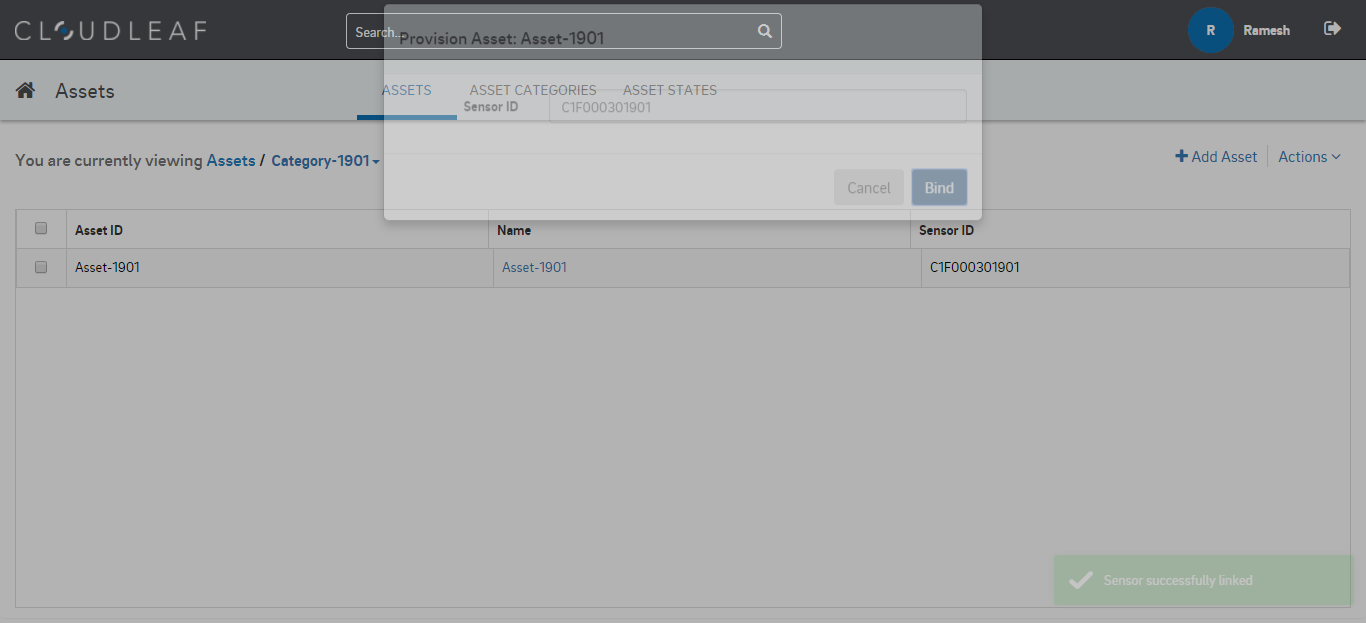 CLOUDLEAF
Search...
Provision Asset: Asset-1901
R
Ramesh
Assets
ASSETS
ASSET CATEGORIES
ASSET STATES
Sensor ID
C1F000301901
You are currently viewing Assets / Category-1901
Add Asset
Actions
Cancel
Bind
Asset ID
Name
Sensor ID
Asset-1901
Asset-1901
C1F000301901
Sensor successfully linked